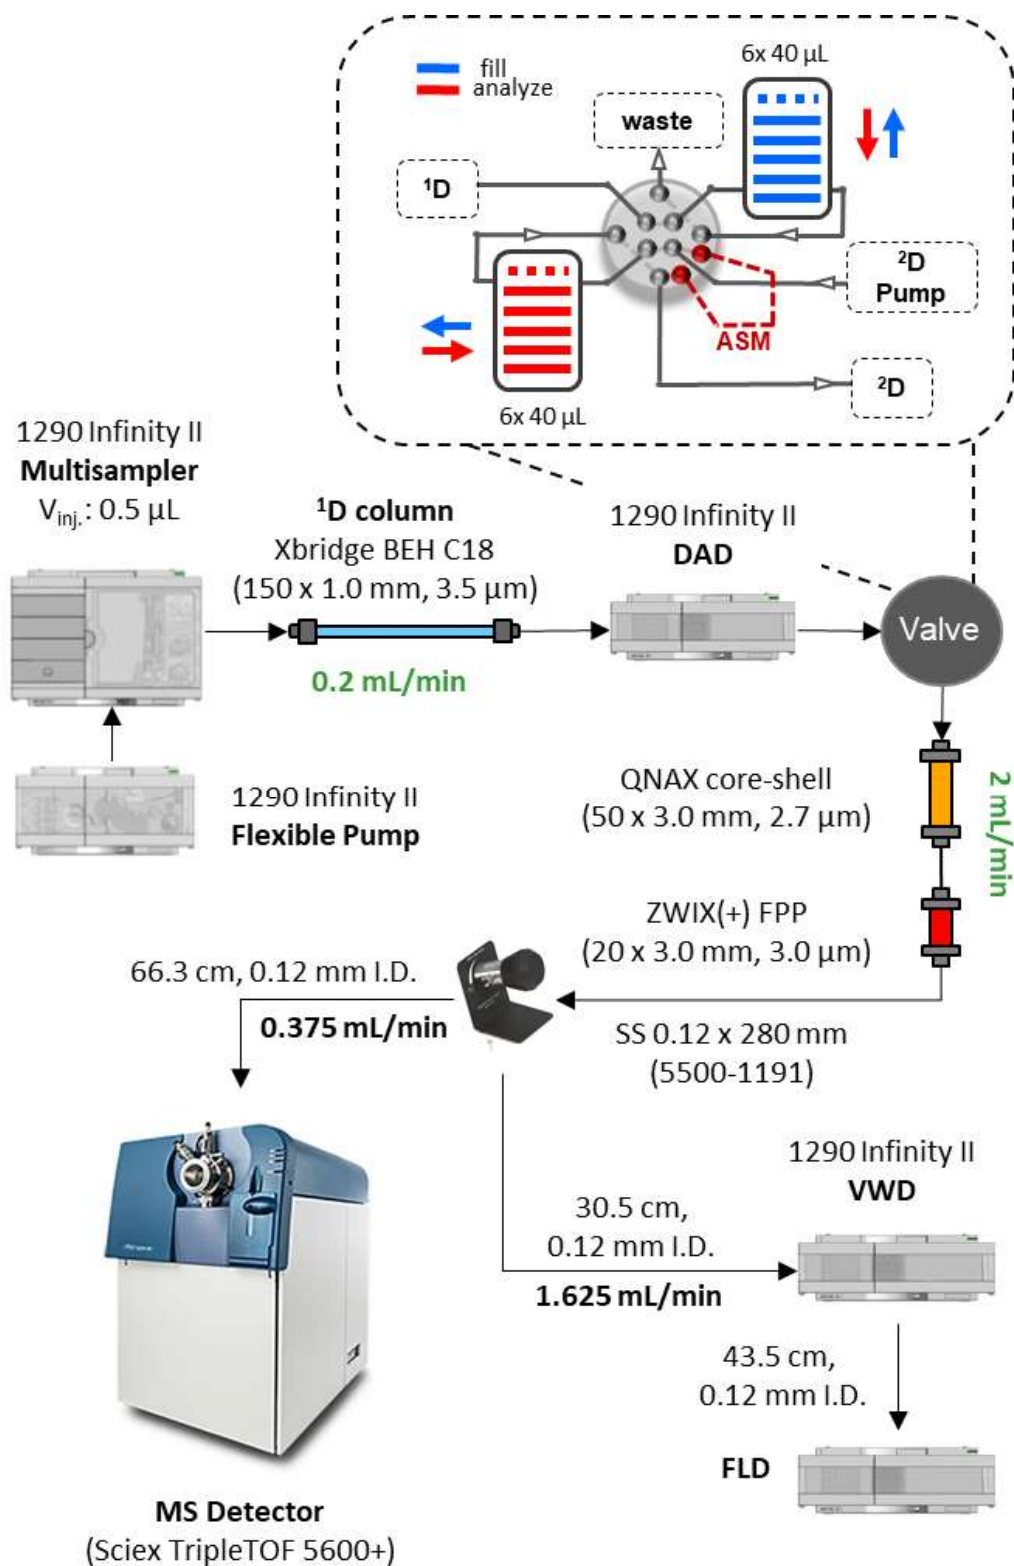 fill
analyze
6x 40 µL
waste
¹D
²D
Pump
ASM
²D
6x 40 µL
1290 Infinity II
Multisampler
Vinj.: 0.5 µL
¹D column
Xbridge BEH C18
(150 x 1.0 mm, 3.5 µm)
0.2 mL/min
1290 Infinity II
DAD
Valve
1290 Infinity II
Flexible Pump
QNAX core-shell
(50 x 3.0 mm, 2.7 µm)
2 mL/min
ZWIX(+) FPP
(20 x 3.0 mm, 3.0 µm)
66.3 cm, 0.12 mm I.D.
0.375 mL/min
SS 0.12 x 280 mm
(5500-1191)
1290 Infinity II
VWD
30.5 cm,
0.12 mm I.D.
1.625 mL/min
43.5 cm,
0.12 mm I.D.
FLD
MS Detector
(Sciex TripleTOF 5600+)